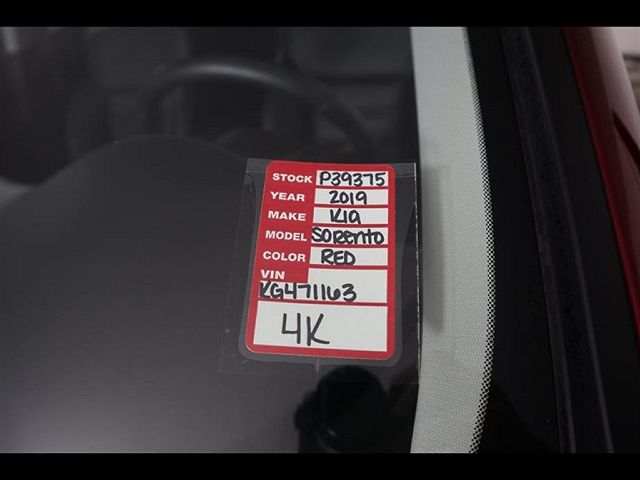 STOCK P39375
YEAR 2019
MAKE KIA
MODEL SORENTO
COLOR RED
VIN
KG471163
4K